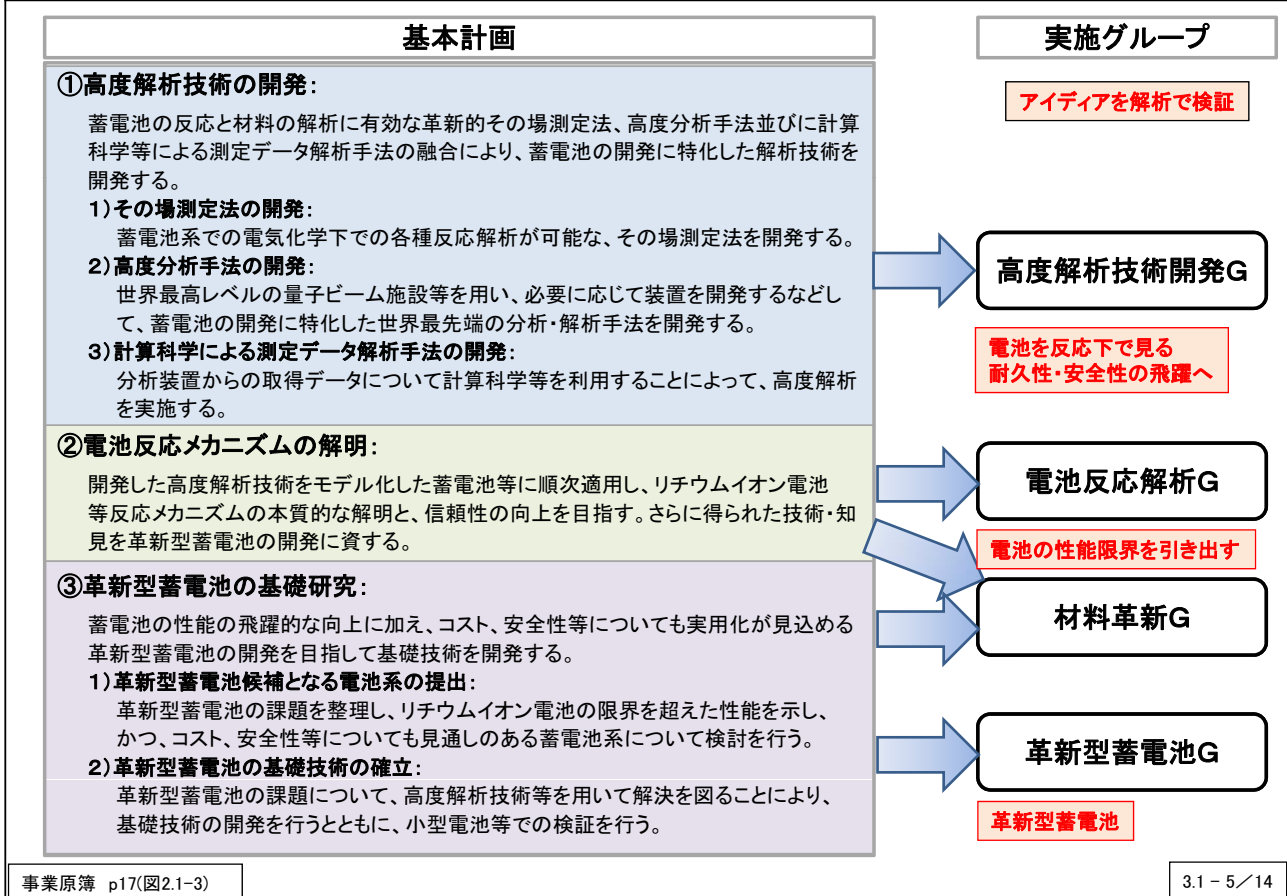 基本計画
①高度解析技術の開発：
蓄電池の反応と材料の解析に有効な革新的その場測定法、高度分析手法並びに計算
科学等による測定データ解析手法の融合により、蓄電池の開発に特化した解析技術を
開発する。
1）その場測定法の開発：
蓄電池系での電気化学下での各種反応解析が可能な、その場測定法を開発する。
2）高度分析手法の開発：
世界最高レベルの量子ビーム施設等を用い、必要に応じて装置を開発するなどし
て、蓄電池の開発に特化した世界最先端の分析・解析手法を開発する。
3）計算科学による測定データ解析手法の開発：
分析装置からの取得データについて計算科学等を利用することによって、高度解析
を実施する。
②電池反応メカニズムの解明：
開発した高度解析技術をモデル化した蓄電池等に順次適用し、リチウムイオン電池
等反応メカニズムの本質的な解明と、信頼性の向上を目指す。さらに得られた技術・知
見を革新型蓄電池の開発に資する。
③革新型蓄電池の基礎研究：
蓄電池の性能の飛躍的な向上に加え、コスト、安全性等についても実用化が見込める
革新型蓄電池の開発を目指して基礎技術を開発する。
1）革新型蓄電池候補となる電池系の提出：
革新型蓄電池の課題を整理し、リチウムイオン電池の限界を超えた性能を示し、
かつ、コスト、安全性等についても見通しのある蓄電池系について検討を行う。
2）革新型蓄電池の基礎技術の確立：
革新型蓄電池の課題について、高度解析技術等を用いて解決を図ることにより、
基礎技術の開発を行うとともに、小型電池等での検証を行う。
実施グループ
アイディアを解析で検証
高度解析技術開発G
電池を反応下で見る
耐久性・安全性の飛躍へ
電池反応解析G
電池の性能限界を引き出す
材料革新G
革新型蓄電池G
革新型蓄電池
事業原簿 p17(図2.1-3)
3.1 － 5／14